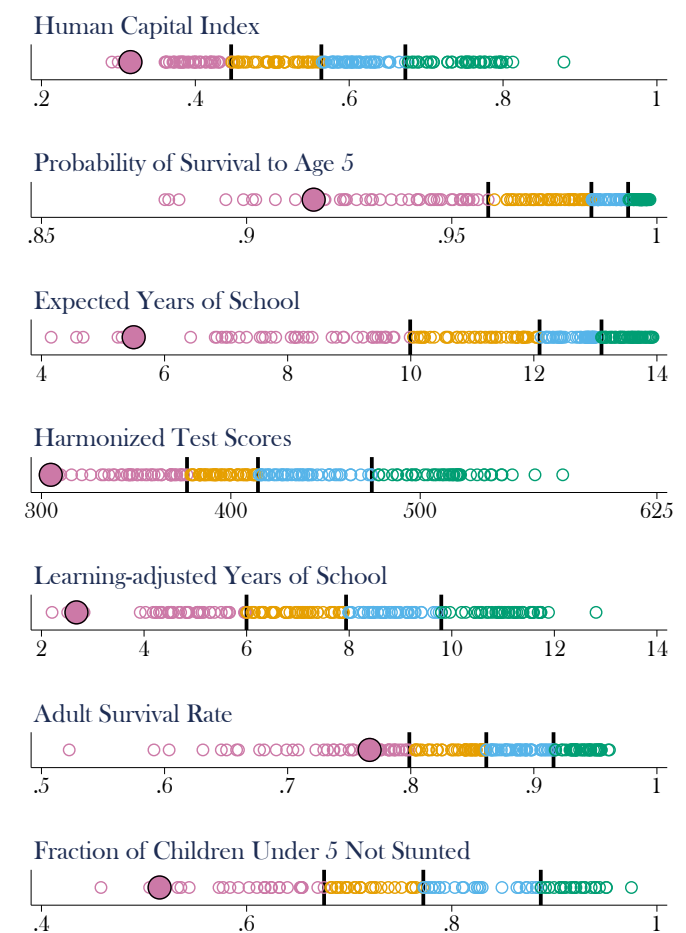 Human Capital Index
.2 .4 .6 .8 1
Probability of Survival to Age 5
.85 .9 .95 1
Expected Years of School
4 6 8 10 12 14
Harmonized Test Scores
300 400 500 625
Learning-adjusted Years of School
2 4 6 8 10 12 14
Adult Survival Rate
.5 .6 .7 .8 .9 1
Fraction of Children Under 5 Not Stunted
.4 .6 .8 1